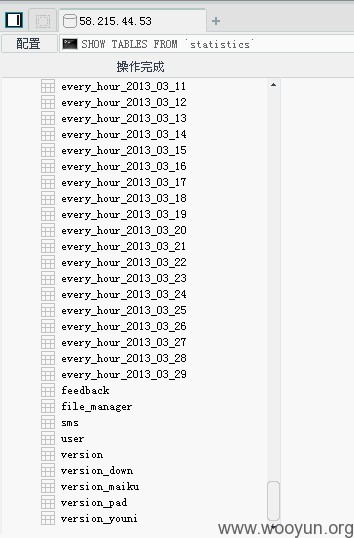 58.215.44.53
配置 SHOW TABLES FROM `statistics`
操作完成
every_hour_2013_03_11
every_hour_2013_03_12
every_hour_2013_03_13
every_hour_2013_03_14
every_hour_2013_03_15
every_hour_2013_03_16
every_hour_2013_03_17
every_hour_2013_03_18
every_hour_2013_03_19
every_hour_2013_03_20
every_hour_2013_03_21
every_hour_2013_03_22
every_hour_2013_03_23
every_hour_2013_03_24
every_hour_2013_03_25
every_hour_2013_03_26
every_hour_2013_03_27
every_hour_2013_03_28
every_hour_2013_03_29
feedback
file_manager
sms
user
version
version_down
version_maiku
version_pad
version_youni
www.wooyun.org